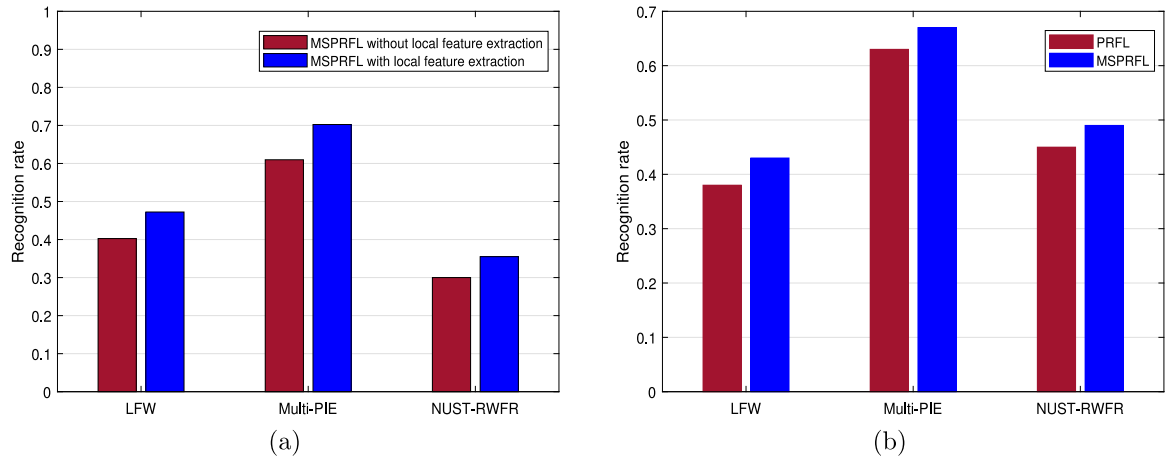 1
0.9
0.8
0.7
0.6
0.5
0.4
0.3
0.2
0.1
0
Recognition rate
MSPRFL without local feature extraction
MSPRFL with local feature extraction
LFW Multi-PIE NUST-RWFR
(a)
0.7
0.6
0.5
0.4
0.3
0.2
0.1
0
Recognition rate
PRFL
MSPRFL
LFW Multi-PIE NUST-RWFR
(b)